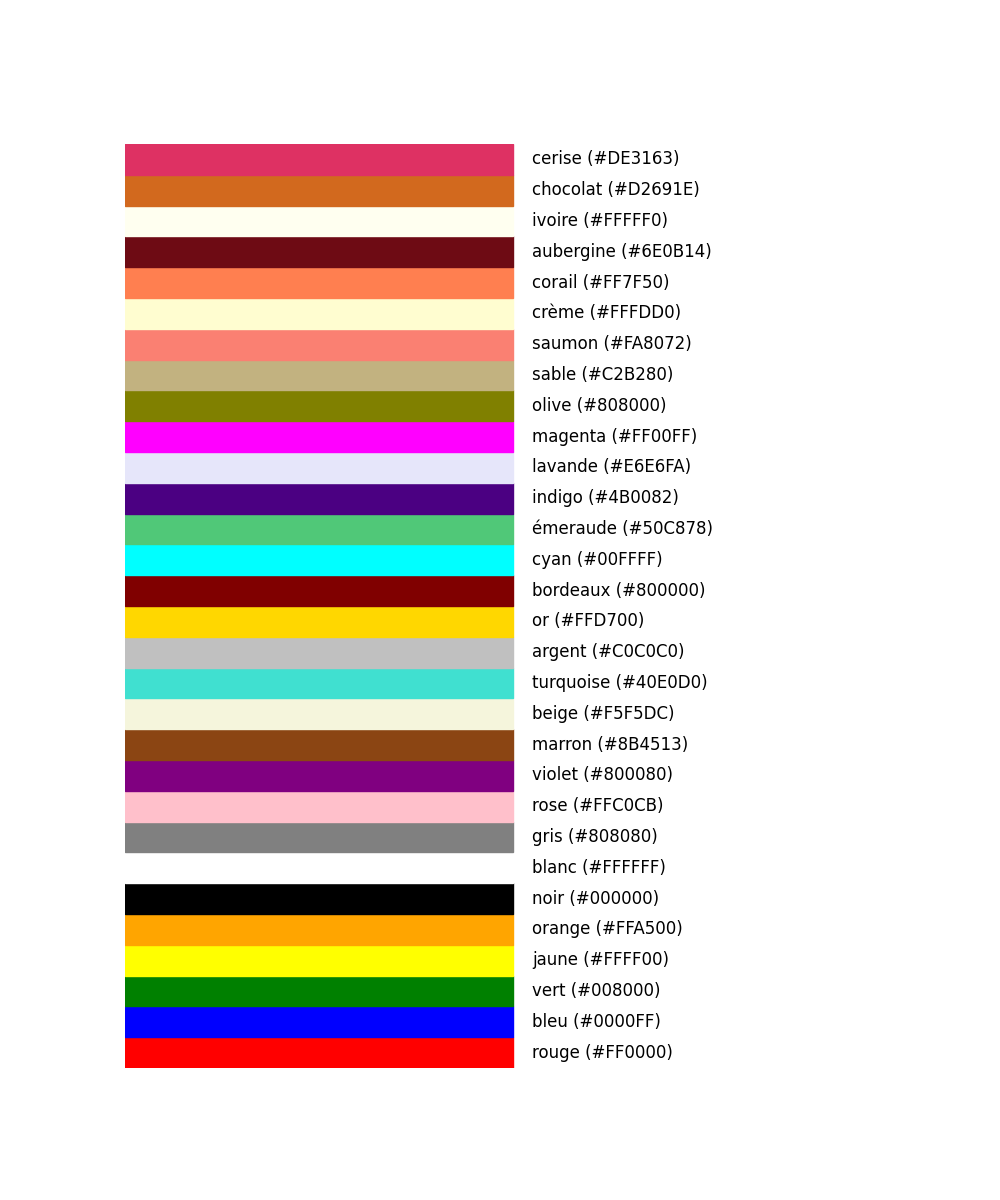 cerise (#DE3163)
chocolat (#D2691E)
ivoire (#FFFFF0)
aubergine (#6E0B14)
corail (#FF7F50)
crème (#FFFDD0)
saumon (#FA8072)
sable (#C2B280)
olive (#808000)
magenta (#FF00FF)
lavande (#E6E6FA)
indigo (#4B0082)
émeraude (#50C878)
cyan (#00FFFF)
bordeaux (#800000)
or (#FFD700)
argent (#C0C0C0)
turquoise (#40E0D0)
beige (#F5F5DC)
marron (#8B4513)
violet (#800080)
rose (#FFC0CB)
gris (#808080)
blanc (#FFFFFF)
noir (#000000)
orange (#FFA500)
jaune (#FFFF00)
vert (#008000)
bleu (#0000FF)
rouge (#FF0000)